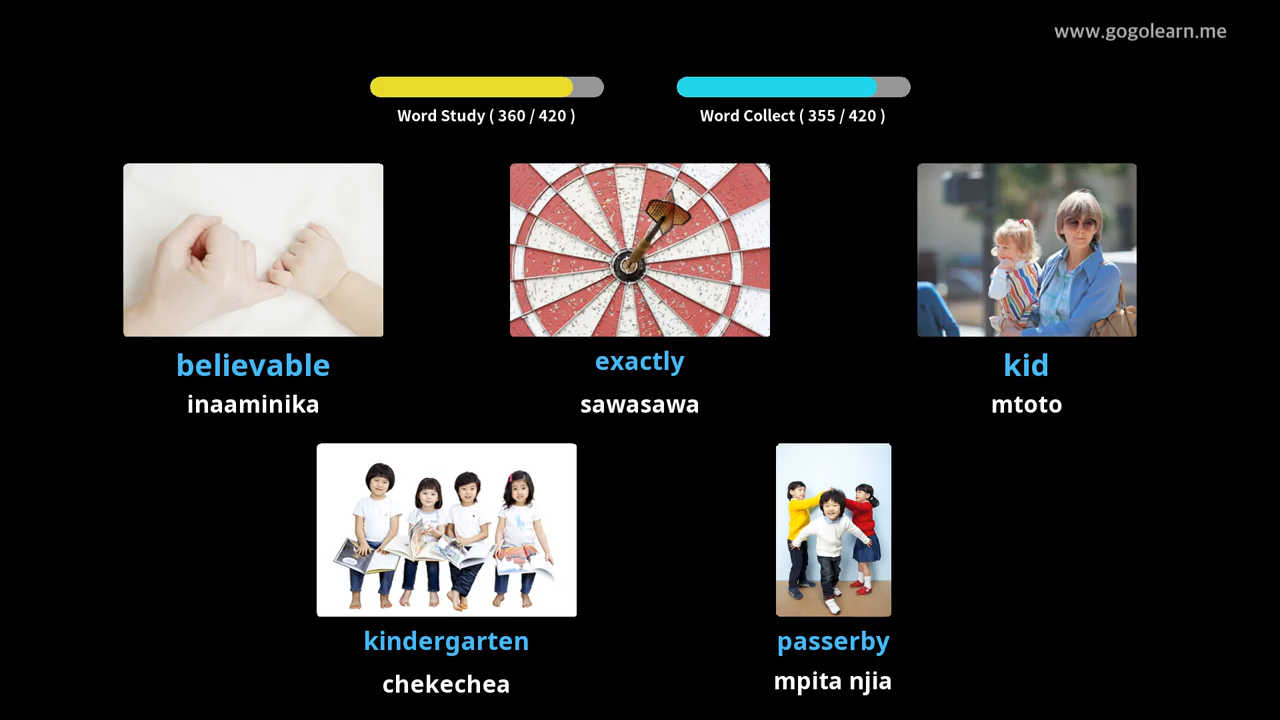 www.gogolearn.me
Word Study ( 360 / 420 )
Word Collect ( 355 / 420 )
believable
inaaminika
exactly
sawasawa
kid
mtoto
kindergarten
chekechea
passerby
mpita njia